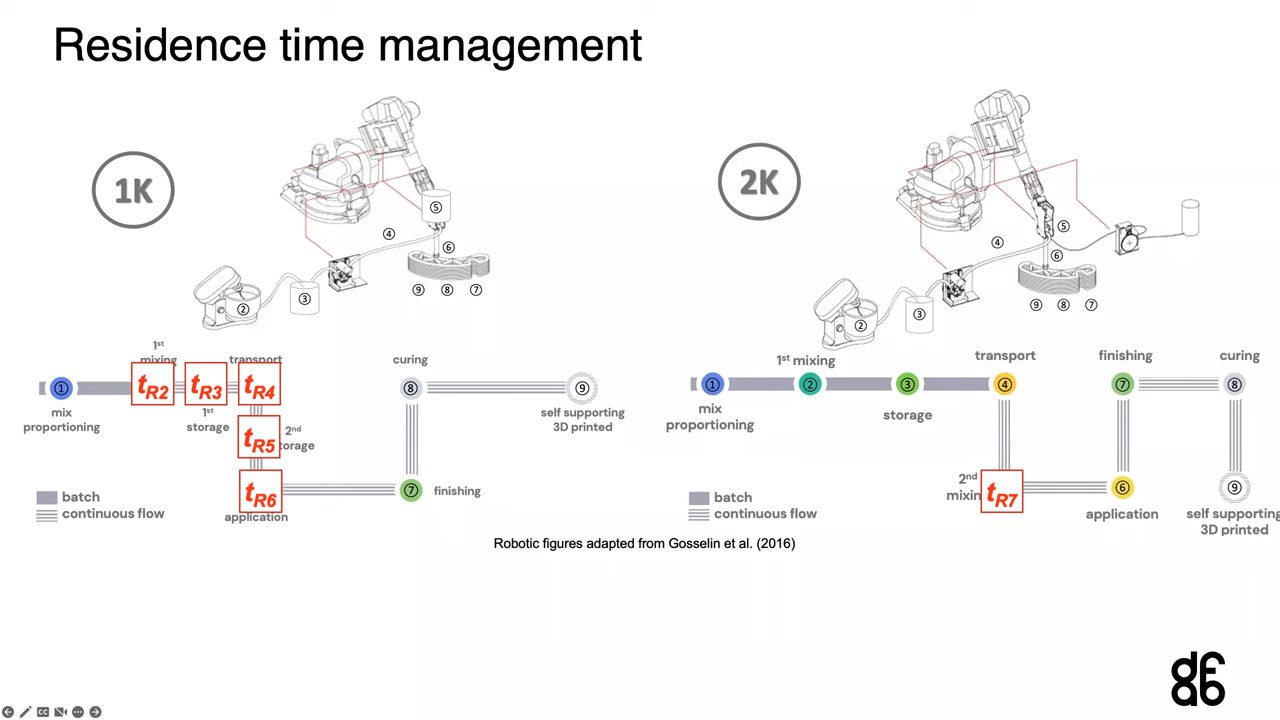 Residence time management
1K
⑤
④
⑥
③
②
⑨ ⑧ ⑦
1st
mixing
transport
curing
①
tR2
tR3
tR4
⑧
⑨
mix
proportioning
1st
storage
self supporting
3D printed
tR5
2nd
torage
tR6
⑦
finishing
application
batch
continuous flow
2K
⑤
④
⑥
③
②
⑨ ⑧ ⑦
1st mixing
transport
finishing
curing
①
②
③
④
⑦
⑧
mix
proportioning
storage
2nd
mixin
tR7
⑥
⑨
application
self supporting
3D printed
batch
continuous flow
Robotic figures adapted from Gosselin et al. (2016)